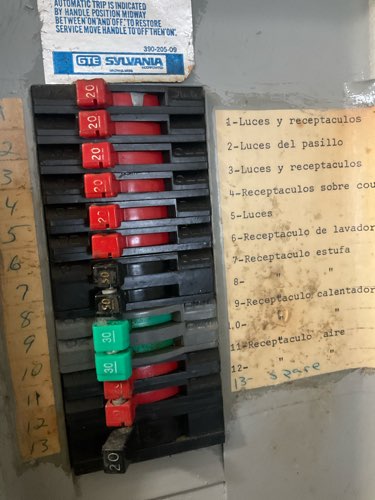 AUTOMATIC TRIP IS INDICATED
BY HANDLE POSITION MIDWAY
BETWEEN "ON" AND "OFF". TO RESTORE
SERVICE MOVE HANDLE TO "OFF" THEN "ON".
390-205-09
GTE SYLVANIA
20
20
20
20
20
20
50
50
30
30
20
20
2
3
4
5
6
7
8
9
10
11
12
13
1-Luces y receptaculos
2-Luces del pasillo
3-Luces y receptaculos
4-Receptaculos sobre cou
5-Luces
6-Receptaculo de lavador
7-Receptaculo estufa
8- " "
9-Receptaculo calentador
10- " "
11-Receptaculo aire
12- " "
13- Spare